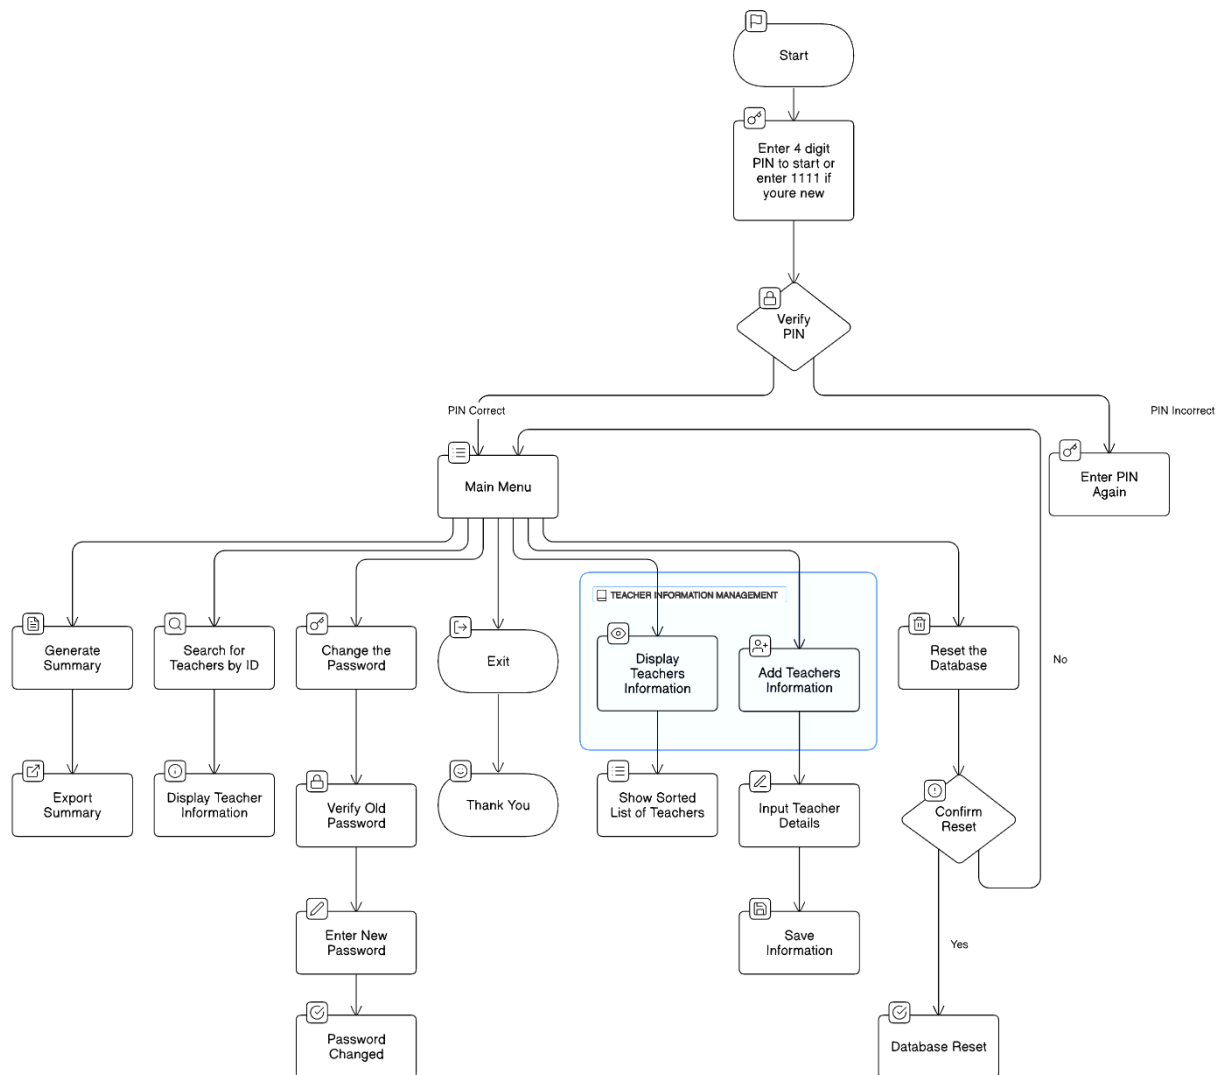 Start
Enter 4 digit
PIN to start or
enter 1111 if
youre new
Verify
PIN
PIN Correct
PIN Incorrect
Main Menu
Enter PIN
Again
TEACHER INFORMATION MANAGEMENT
Generate
Summary
Search for
Teachers by ID
Change the
Password
Exit
Display
Teachers
Information
Add Teachers
Information
Reset the
Database
No
Export
Summary
Display Teacher
Information
Verify Old
Password
Thank You
Show Sorted
List of Teachers
Input Teacher
Details
Confirm
Reset
Enter New
Password
Save
Information
Yes
Password
Changed
Database Reset